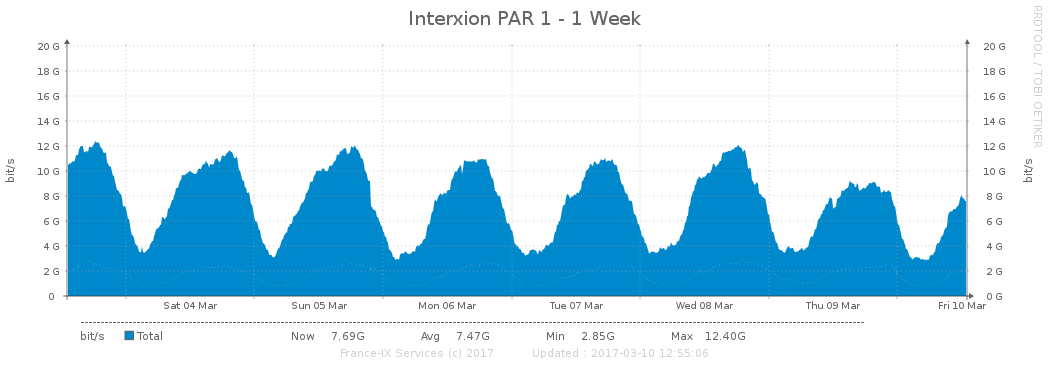 Interxion PAR 1 - 1 Week
RRDTOOL / TOBI OETIKER
bit/s
20 G
18 G
16 G
14 G
12 G
10 G
8 G
6 G
4 G
2 G
0
20 G
18 G
16 G
14 G
12 G
10 G
8 G
6 G
4 G
2 G
0 G
bit/s
Sat 04 Mar Sun 05 Mar Mon 06 Mar Tue 07 Mar Wed 08 Mar Thu 09 Mar Fri 10 Mar
bit/s Total Now 7.69G Avg 7.47G Min 2.85G Max 12.40G
France-IX Services (c) 2017 Updated : 2017-03-10 12:55:06